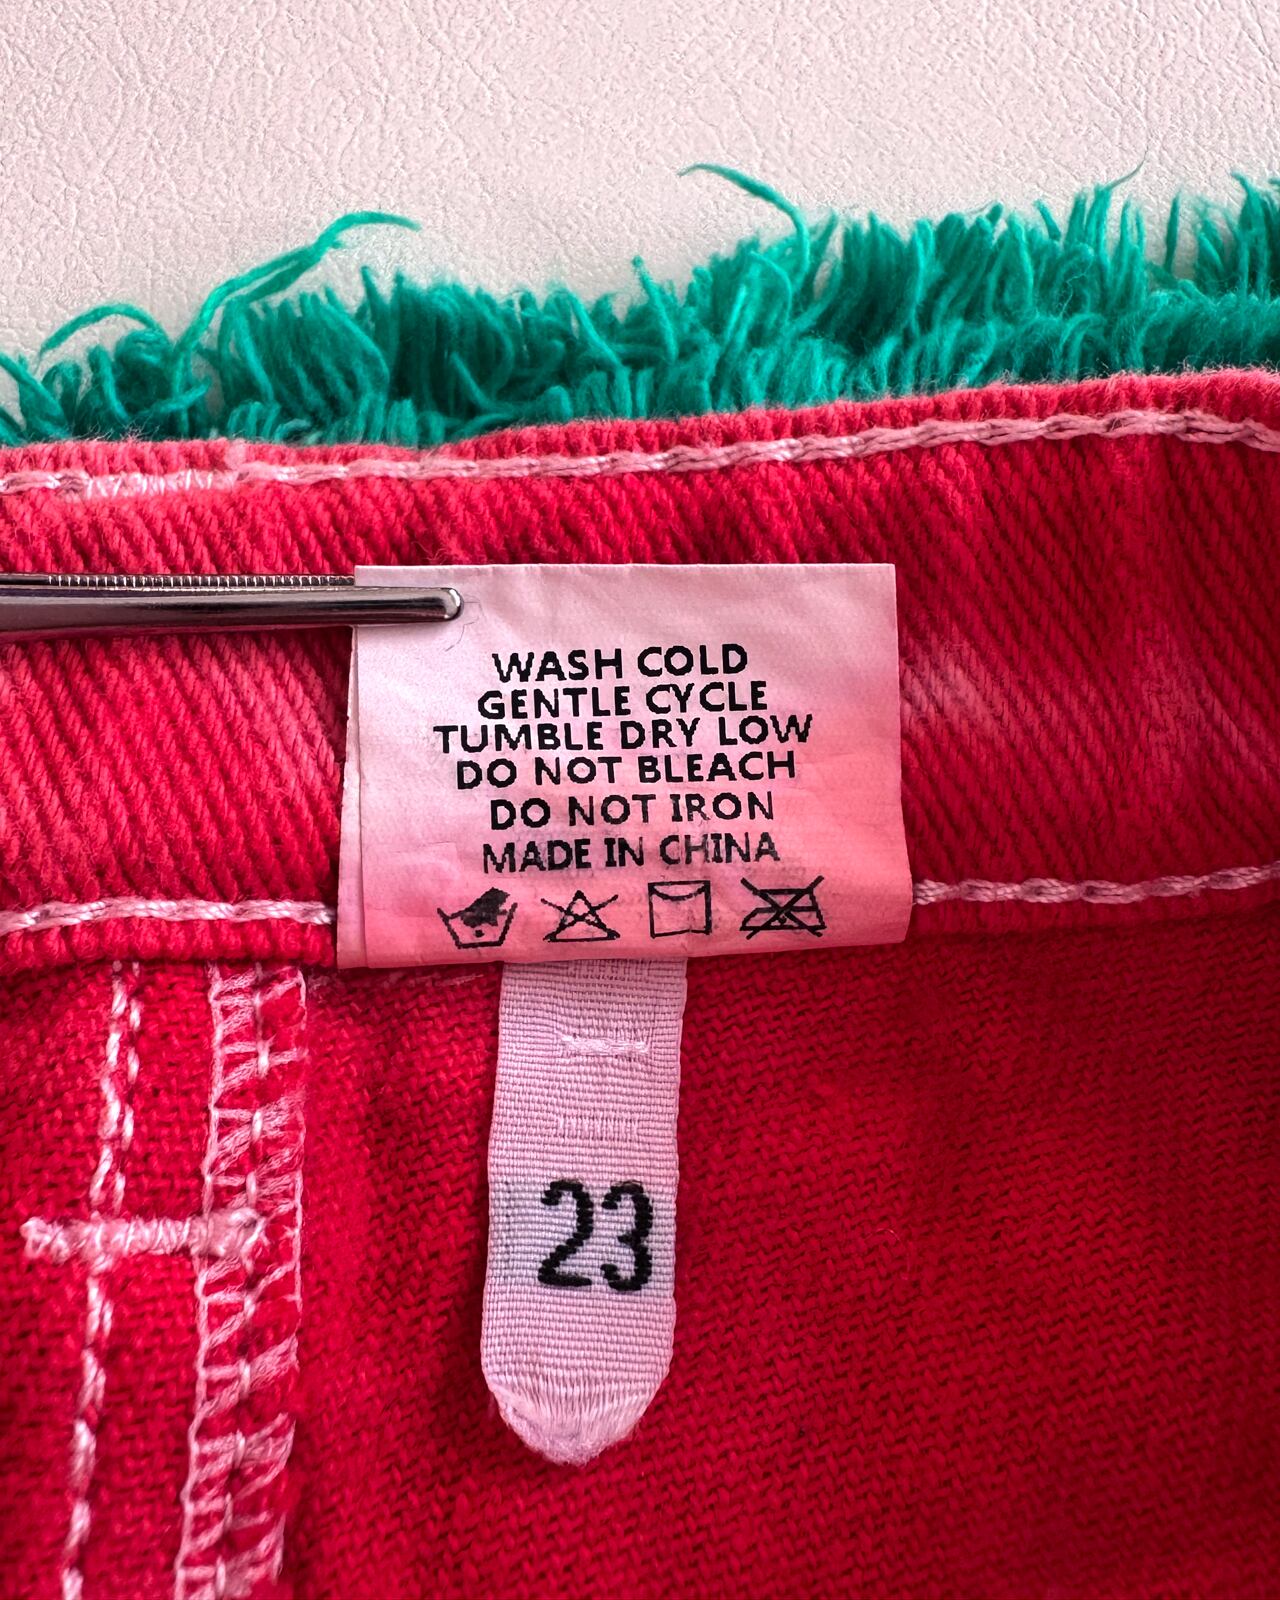 WASH COLD
GENTLE CYCLE
TUMBLE DRY LOW
DO NOT BLEACH
DO NOT IRON
MADE IN CHINA
23